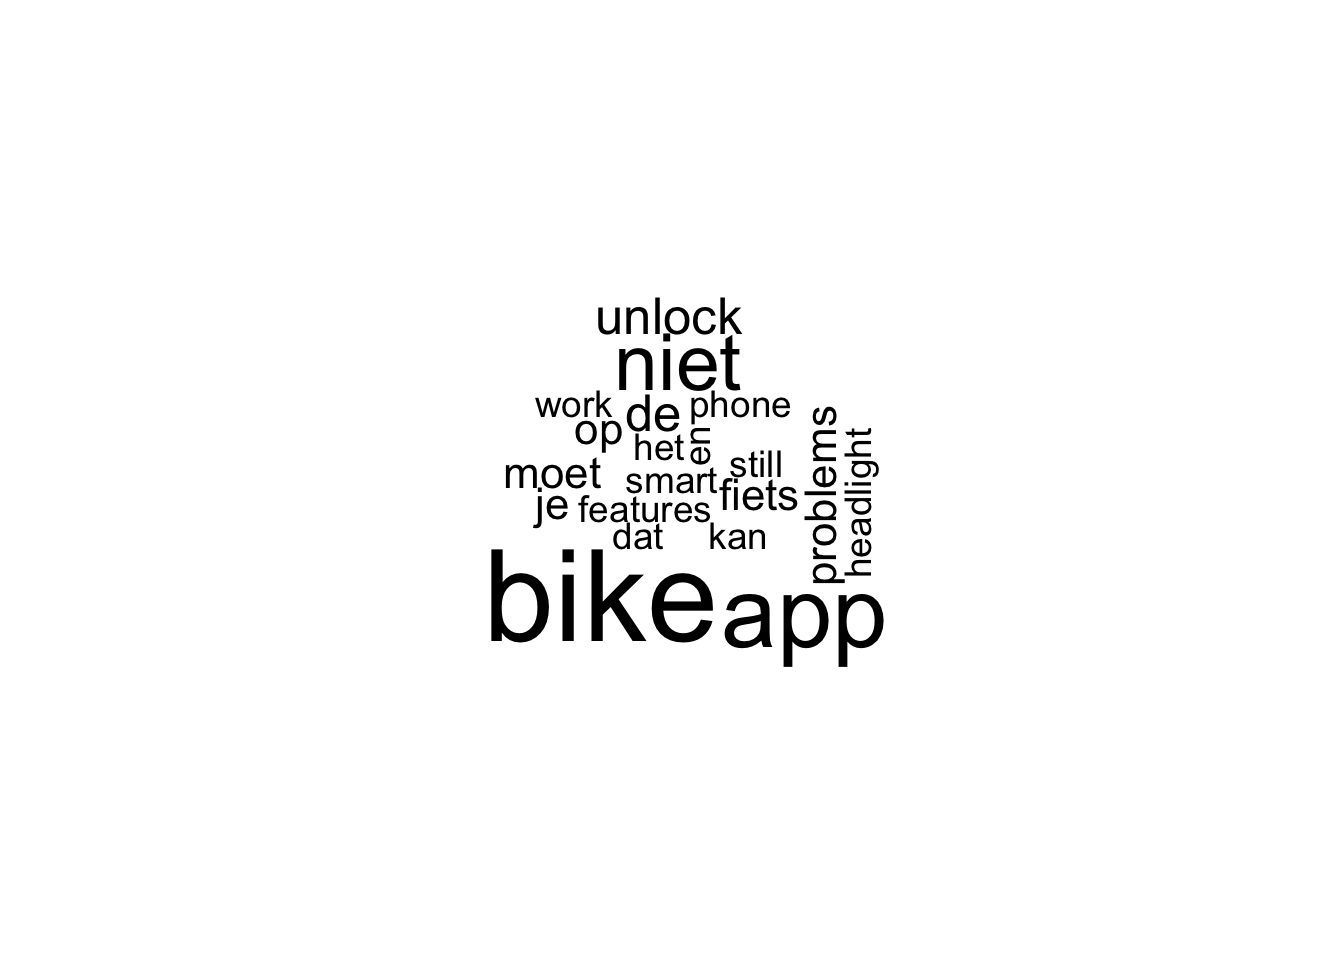 unlock
niet
work de phone
op het en
moet smart still
je features fiets
dat kan
problems
headlight
bike app